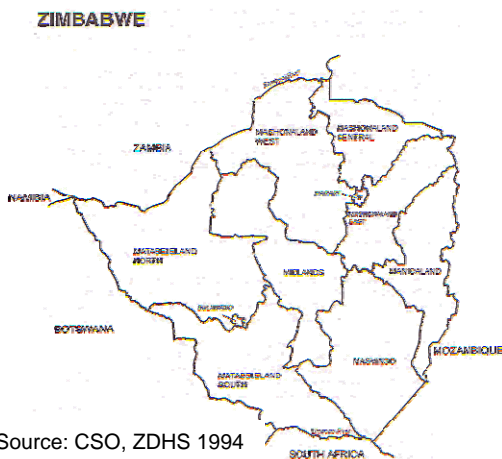 ZIMBABWE
ZAMBIA
NAMIBIA
BOTSWANA
MOZAMBIQUE
SOUTH AFRICA
MASHONALAND
WEST
MASHONALAND
CENTRAL
MASHONALAND
EAST
MATABELELAND
NORTH
MIDLANDS
MANICALAND
MASVINGO
MATABELELAND
SOUTH
Source: CSO, ZDHS 1994